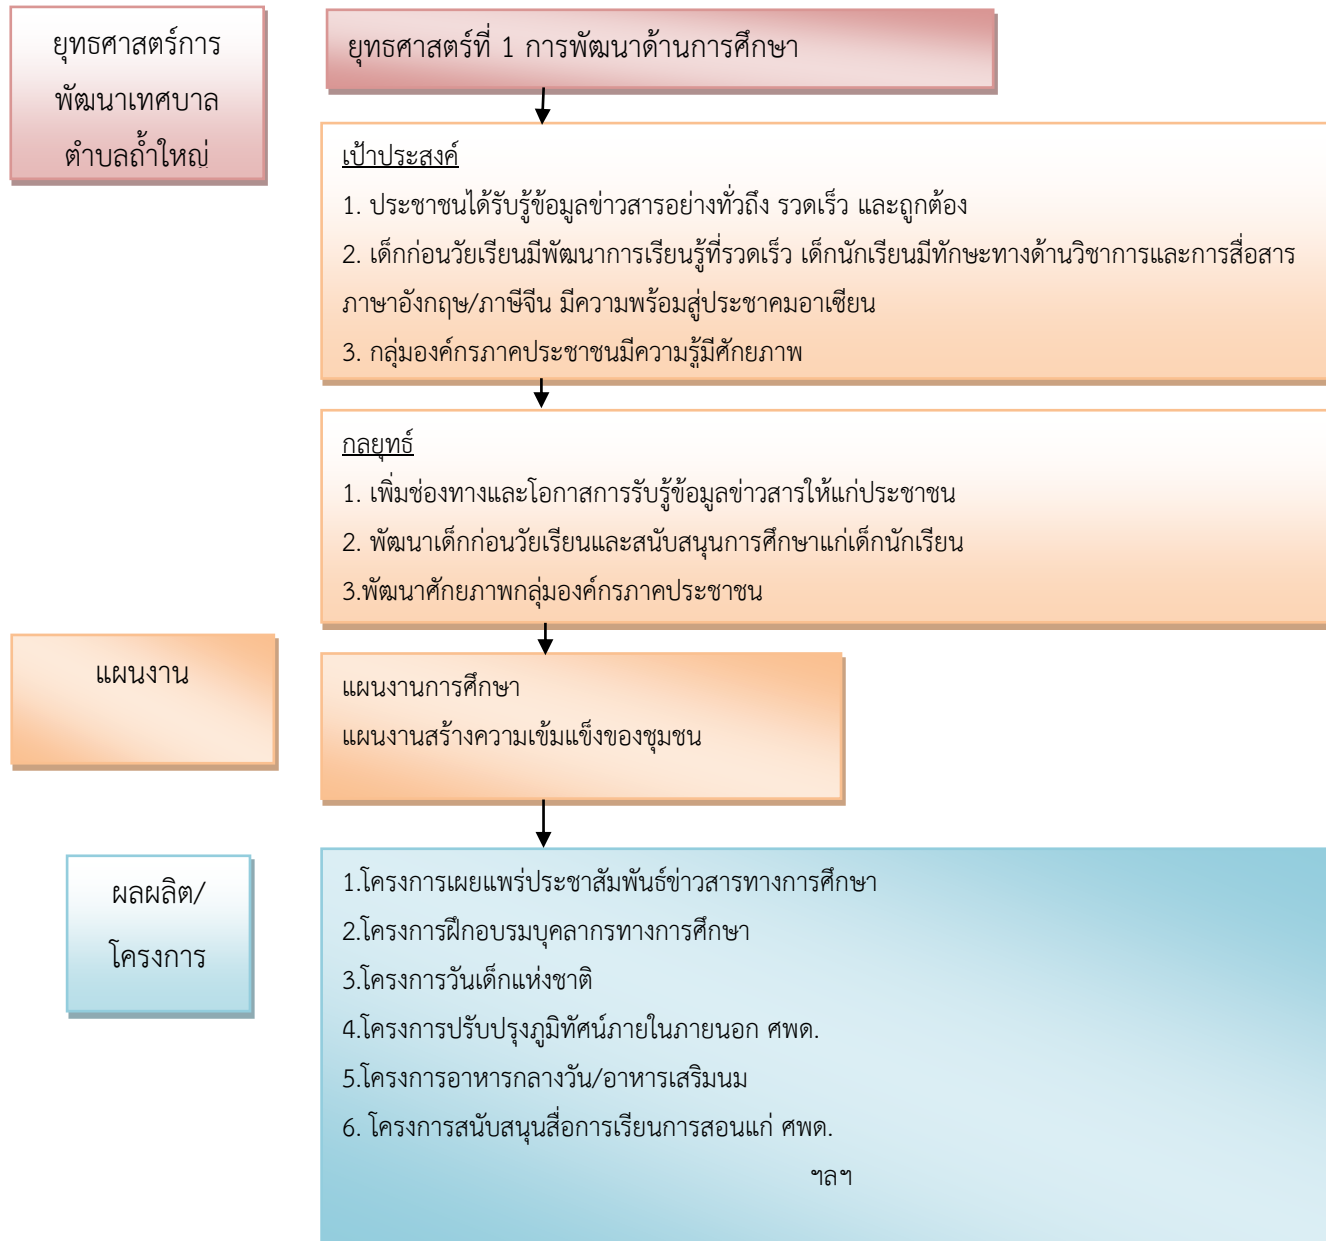 ยุทธศาสตร์การ
พัฒนาเทศบาล
ตำบลถ้ำใหญ่
ยุทธศาสตร์ที่ 1 การพัฒนาด้านการศึกษา
เป้าประสงค์
1. ประชาชนได้รับรู้ข้อมูลข่าวสารอย่างทั่วถึง รวดเร็ว และถูกต้อง
2. เด็กก่อนวัยเรียนมีพัฒนาการเรียนรู้ที่รวดเร็ว เด็กนักเรียนมีทักษะทางด้านวิชาการและการสื่อสาร
ภาษาอังกฤษ/ภาษีจีน มีความพร้อมสู่ประชาคมอาเซียน
3. กลุ่มองค์กรภาคประชาชนมีความรู้มีศักยภาพ
กลยุทธ์
1. เพิ่มช่องทางและโอกาสการรับรู้ข้อมูลข่าวสารให้แก่ประชาชน
2. พัฒนาเด็กก่อนวัยเรียนและสนับสนุนการศึกษาแก่เด็กนักเรียน
3.พัฒนาศักยภาพกลุ่มองค์กรภาคประชาชน
แผนงาน
แผนงานการศึกษา
แผนงานสร้างความเข้มแข็งของชุมชน
ผลผลิต/
โครงการ
1.โครงการเผยแพร่ประชาสัมพันธ์ข่าวสารทางการศึกษา
2.โครงการฝึกอบรมบุคลากรทางการศึกษา
3.โครงการวันเด็กแห่งชาติ
4.โครงการปรับปรุงภูมิทัศน์ภายในภายนอก ศพด.
5.โครงการอาหารกลางวัน/อาหารเสริมนม
6. โครงการสนับสนุนสื่อการเรียนการสอนแก่ ศพด.
ฯลฯ